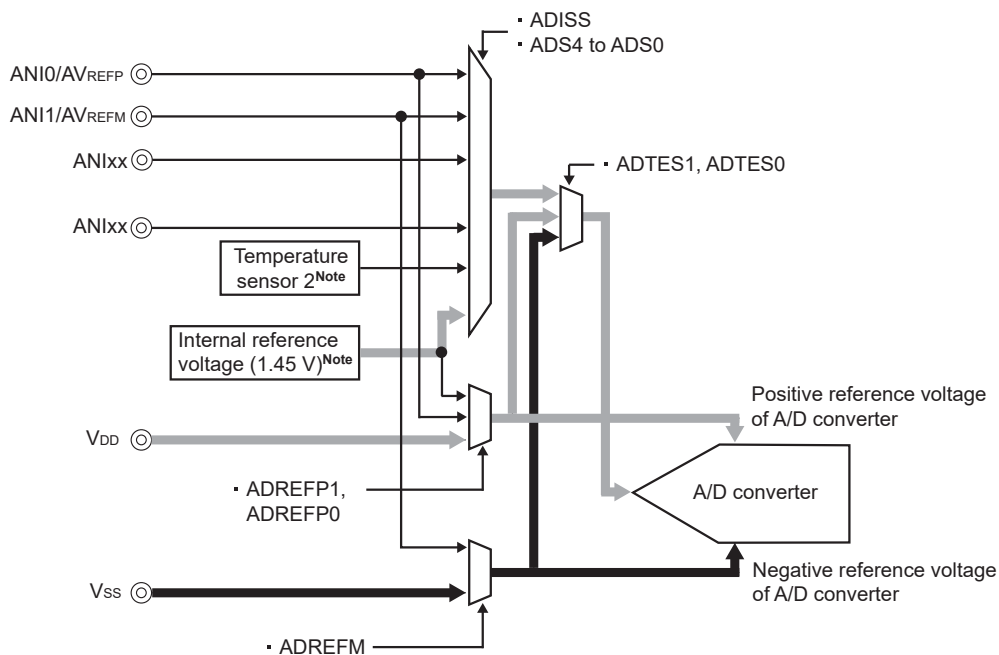 ▪ ADISS
▪ ADS4 to ADS0
ANI0/AVREFP
ANI1/AVREFM
ANIxx
▪ ADTES1, ADTES0
ANIxx
Temperature
sensor 2Note
Internal reference
voltage (1.45 V)Note
Positive reference voltage
of A/D converter
VDD
▪ ADREFP1,
ADREFP0
A/D converter
Negative reference voltage
of A/D converter
VSS
▪ ADREFM